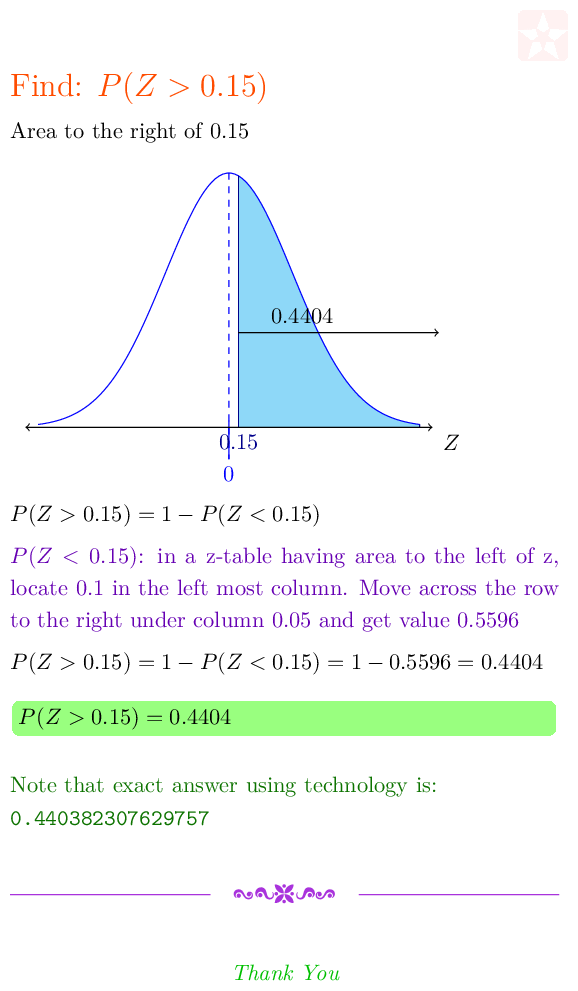 Find: P(Z > 0.15)
Area to the right of 0.15
0.4404
0.15
Z
0
P(Z > 0.15) = 1 − P(Z < 0.15)
P(Z < 0.15): in a z-table having area to the left of z,
locate 0.1 in the left most column. Move across the row
to the right under column 0.05 and get value 0.5596
P(Z > 0.15) = 1 − P(Z < 0.15) = 1 − 0.5596 = 0.4404
P(Z > 0.15) = 0.4404
Note that exact answer using technology is:
0.440382307629757
Thank You